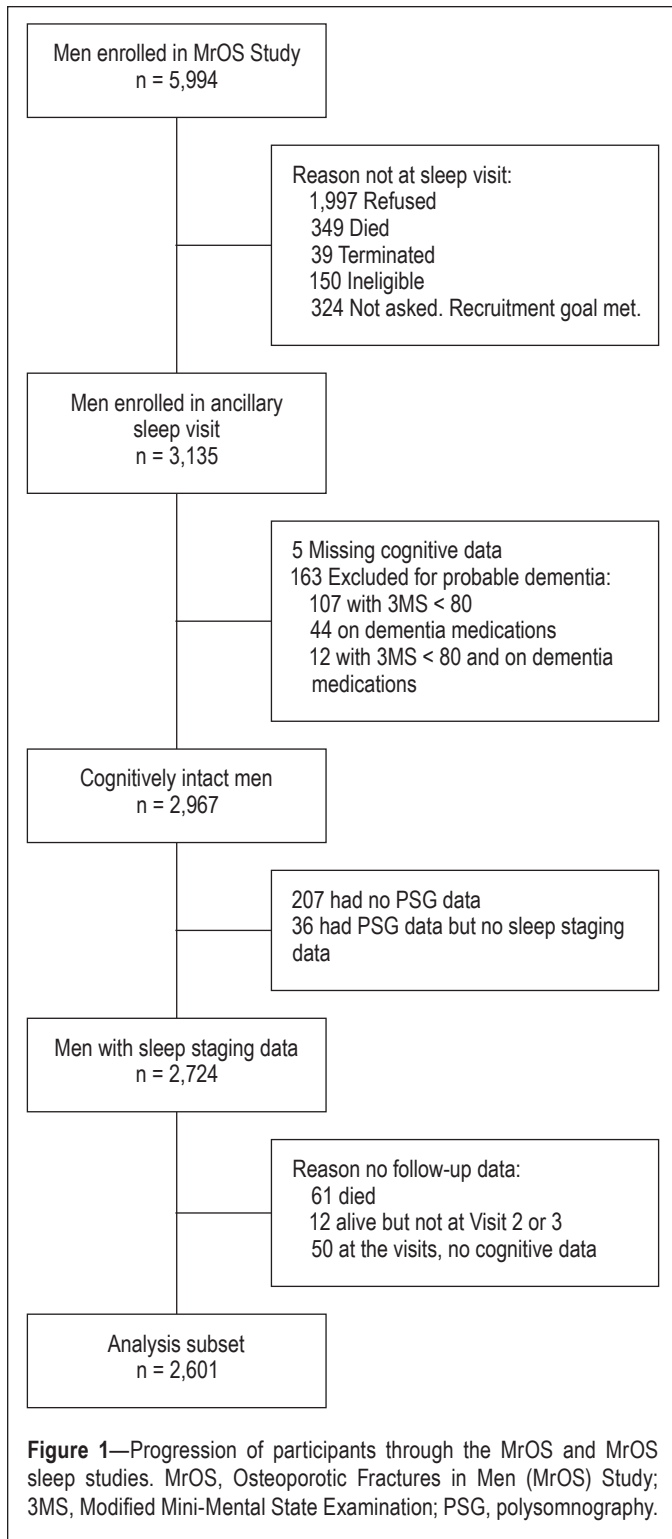 Men enrolled in MrOS Study
n = 5,994
Reason not at sleep visit:
1,997 Refused
349 Died
39 Terminated
150 Ineligible
324 Not asked. Recruitment goal met.
Men enrolled in ancillary
sleep visit
n = 3,135
5 Missing cognitive data
163 Excluded for probable dementia:
107 with 3MS < 80
44 on dementia medications
12 with 3MS < 80 and on dementia
medications
Cognitively intact men
n = 2,967
207 had no PSG data
36 had PSG data but no sleep staging
data
Men with sleep staging data
n = 2,724
Reason no follow-up data:
61 died
12 alive but not at Visit 2 or 3
50 at the visits, no cognitive data
Analysis subset
n = 2,601
Figure 1—Progression of participants through the MrOS and MrOS
sleep studies. MrOS, Osteoporotic Fractures in Men (MrOS) Study;
3MS, Modified Mini-Mental State Examination; PSG, polysomnography.